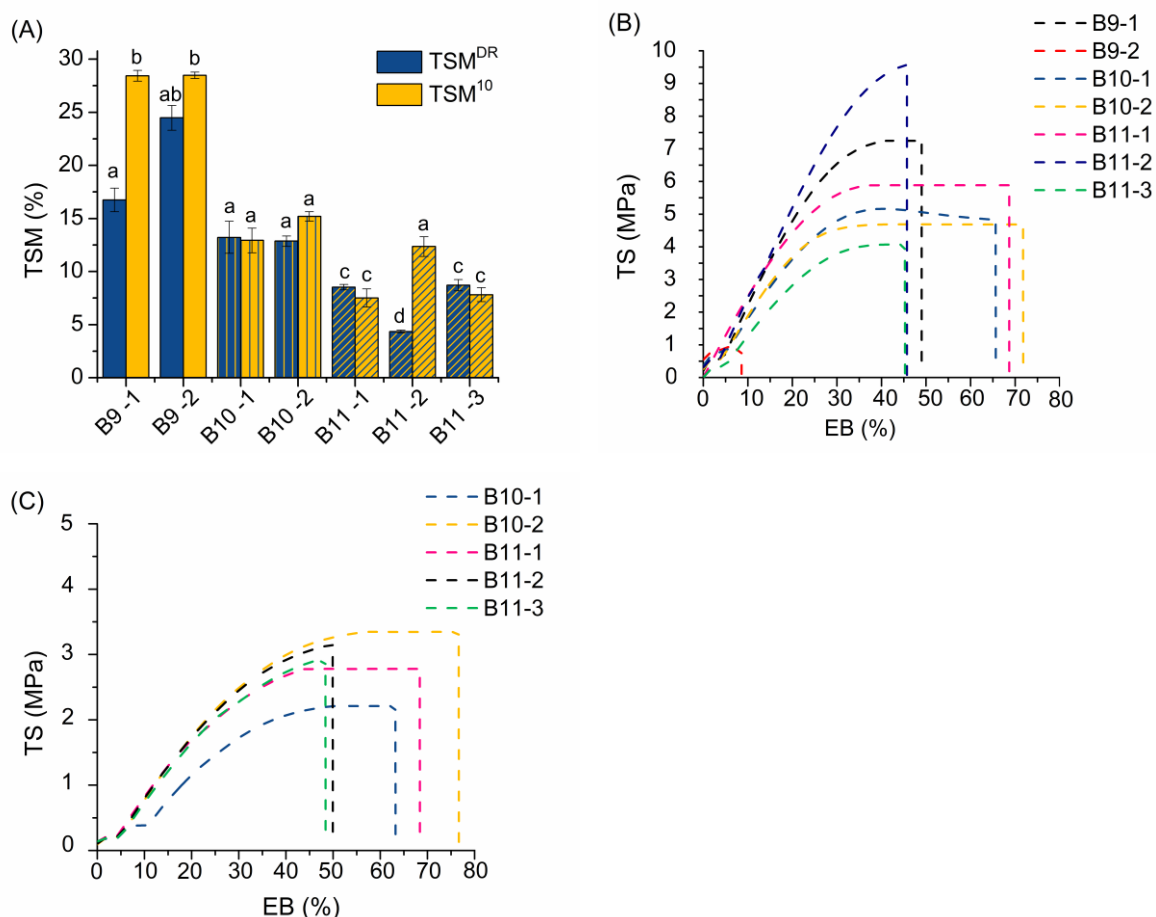 (A)
TSM (%)
30
25
20
15
10
5
0
b
b
ab
a
a
a
a
a
c
c
d
a
c
c
TSM^DR
TSM^10
B9 -1
B9 -2
B10 -1
B10 -2
B11 -1
B11 -2
B11 -3
(B)
TS (MPa)
10
9
8
7
6
5
4
3
2
1
0
0 10 20 30 40 50 60 70 80
EB (%)
B9-1
B9-2
B10-1
B10-2
B11-1
B11-2
B11-3
(C)
TS (MPa)
5
4
3
2
1
0
0 10 20 30 40 50 60 70 80
EB (%)
B10-1
B10-2
B11-1
B11-2
B11-3